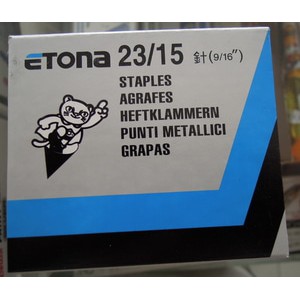 ETONA 23/15 針(9/16")
STAPLES
AGRAFES
HEFTKLAMMERN
PUNTI METALLICI
GRAPAS